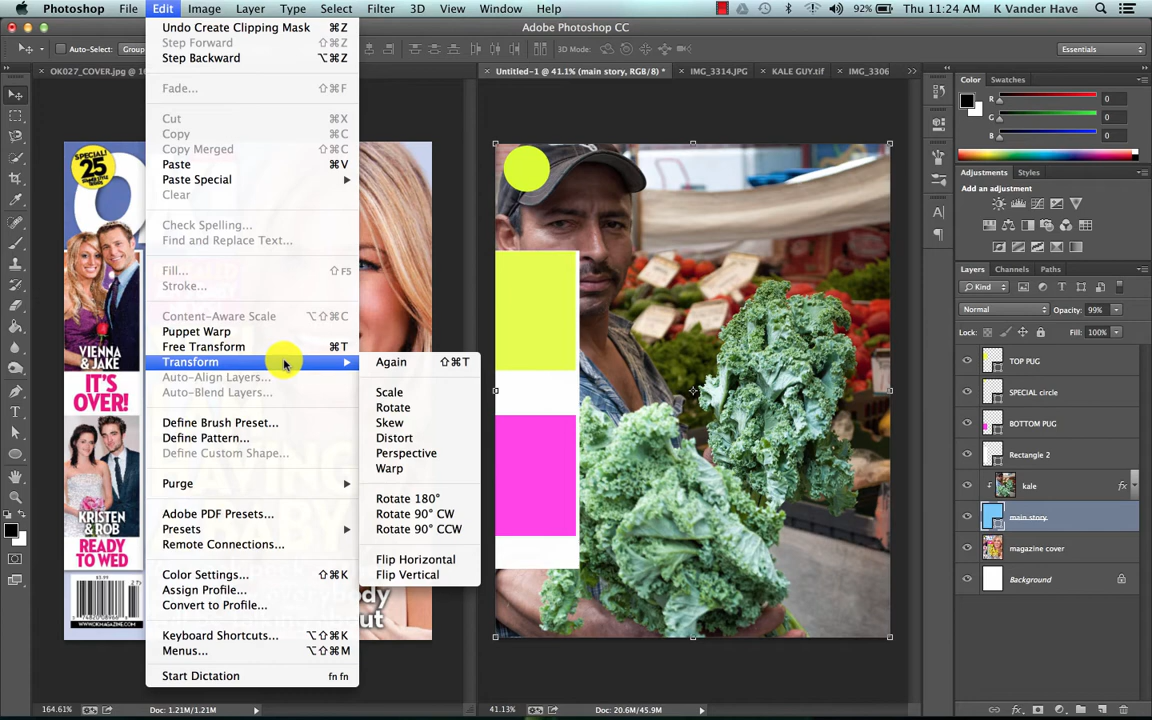 Photoshop File Edit Image Layer Type Select Filter 3D View Window Help 92% Thu 11:24 AM K Vander Have
Adobe Photoshop CC
Auto-Select: Group 3D Mode: Essentials
OK027_COVER.jpg @ 16 Untitled-1 @ 41.1% (main story, RGB/8) * IMG_3314.JPG KALE GUY.tif IMG_3306
Undo Create Clipping Mask ⌘Z
Step Forward ⇧⌘Z
Step Backward ⌥⌘Z
Fade... ⇧⌘F
Cut ⌘X
Copy ⌘C
Copy Merged ⇧⌘C
Paste ⌘V
Paste Special
Clear
Check Spelling...
Find and Replace Text...
Fill... ⇧F5
Stroke...
Content-Aware Scale ⌥⇧⌘C
Puppet Warp
Free Transform ⌘T
Transform
Auto-Align Layers...
Auto-Blend Layers...
Define Brush Preset...
Define Pattern...
Define Custom Shape...
Purge
Adobe PDF Presets...
Presets
Remote Connections...
Color Settings... ⇧⌘K
Assign Profile...
Convert to Profile...
Keyboard Shortcuts... ⌥⇧⌘K
Menus... ⌥⇧⌘M
Start Dictation fn fn
Again ⇧⌘T
Scale
Rotate
Skew
Distort
Perspective
Warp
Rotate 180°
Rotate 90° CW
Rotate 90° CCW
Flip Horizontal
Flip Vertical
SPECIAL!
25
VIENNA
& JAKE
IT'S
OVER!
KRISTEN
& ROB
READY
TO WED
WWW.OKMAGAZINE.COM
Color Swatches
R 0
G 0
B 0
Adjustments Styles
Add an adjustment
Layers Channels Paths
Kind
Normal Opacity: 99%
Lock: Fill: 100%
TOP PUG
SPECIAL circle
BOTTOM PUG
Rectangle 2
kale fx
main story
magazine cover
Background
164.61% Doc: 1.21M/1.21M 41.13% Doc: 20.6M/45.9M